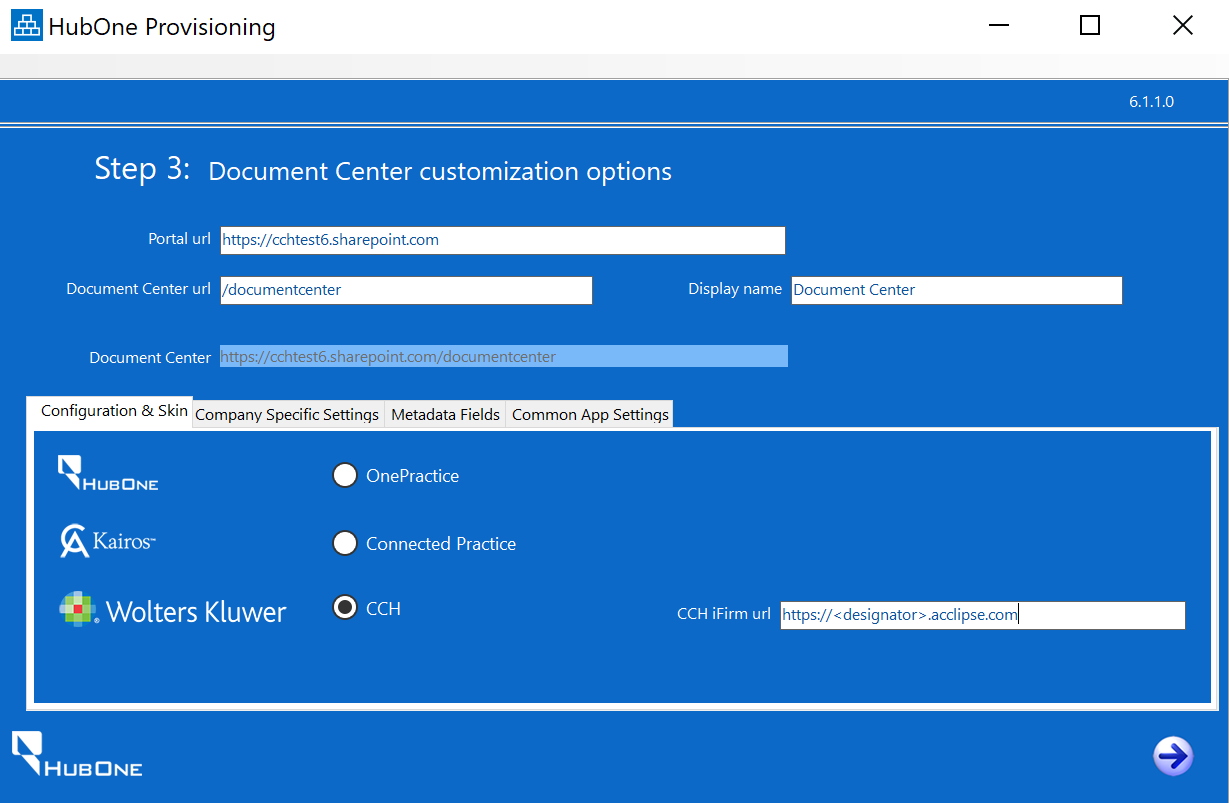 HubOne Provisioning
6.1.1.0
Step 3: Document Center customization options
Portal url https://cchtest6.sharepoint.com
Document Center url /documentcenter Display name Document Center
Document Center https://cchtest6.sharepoint.com/documentcenter
Configuration & Skin Company Specific Settings Metadata Fields Common App Settings
HUBONE OnePractice
Kairos™ Connected Practice
Wolters Kluwer CCH CCH iFirm url https://<designator>.acclipse.com
HUBONE